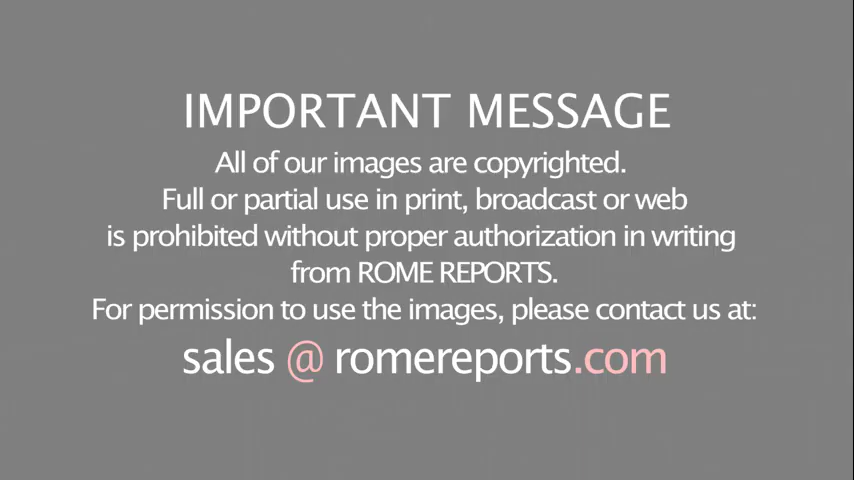 IMPORTANT MESSAGE
All of our images are copyrighted.
Full or partial use in print, broadcast or web
is prohibited without proper authorization in writing
from ROME REPORTS.
For permission to use the images, please contact us at:
sales @ romereports.com